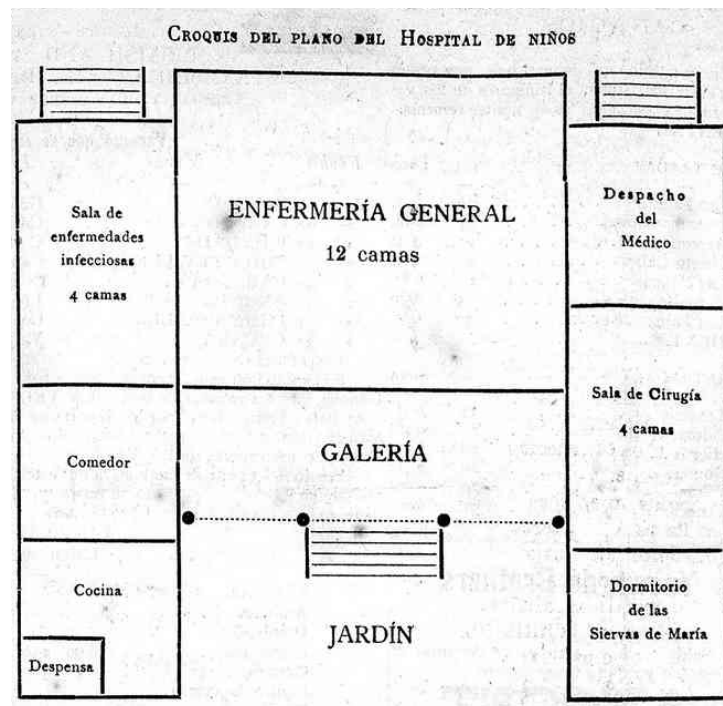 CROQUIS DEL PLANO DEL HOSPITAL DE NIÑOS
Sala de
enfermedades
infecciosas
4 camas
ENFERMERÍA GENERAL
12 camas
Despacho
del
Médico
Comedor
GALERÍA
Sala de Cirugía
4 camas
Cocina
Despensa
JARDÍN
Dormitorio
de las
Siervas de María